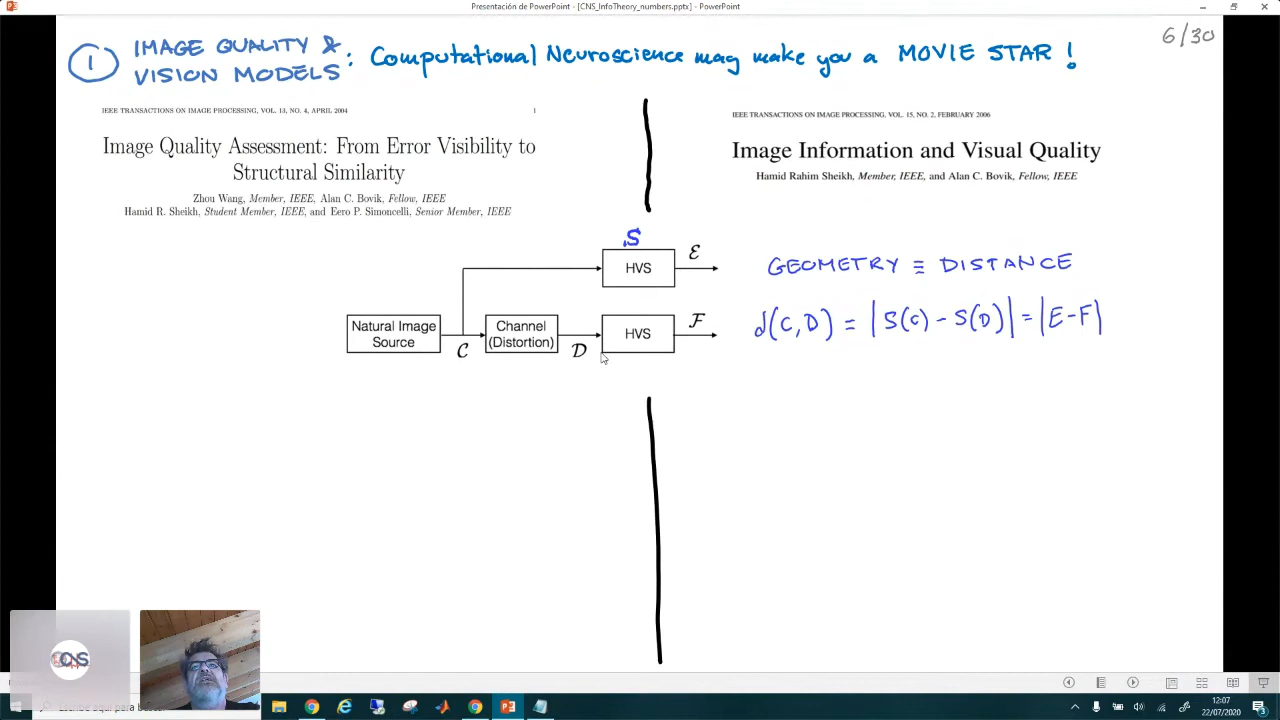 Presentación de PowerPoint - [CNS_InfoTheory_numbers.pptx] - PowerPoint
6/30
1 IMAGE QUALITY &
VISION MODELS : Computational Neuroscience may make you a MOVIE STAR !
IEEE TRANSACTIONS ON IMAGE PROCESSING, VOL. 13, NO. 4, APRIL 2004 1
Image Quality Assessment: From Error Visibility to
Structural Similarity
Zhou Wang, Member, IEEE, Alan C. Bovik, Fellow, IEEE
Hamid R. Sheikh, Student Member, IEEE, and Eero P. Simoncelli, Senior Member, IEEE
IEEE TRANSACTIONS ON IMAGE PROCESSING, VOL. 15, NO. 2, FEBRUARY 2006
Image Information and Visual Quality
Hamid Rahim Sheikh, Member, IEEE, and Alan C. Bovik, Fellow, IEEE
S
HVS
E
GEOMETRY ≡ DISTANCE
Natural Image
Source
C
Channel
(Distortion)
D
HVS
F
d(C,D) = |S(C) - S(D)| = |E-F|
CNS
12:07
22/07/2020